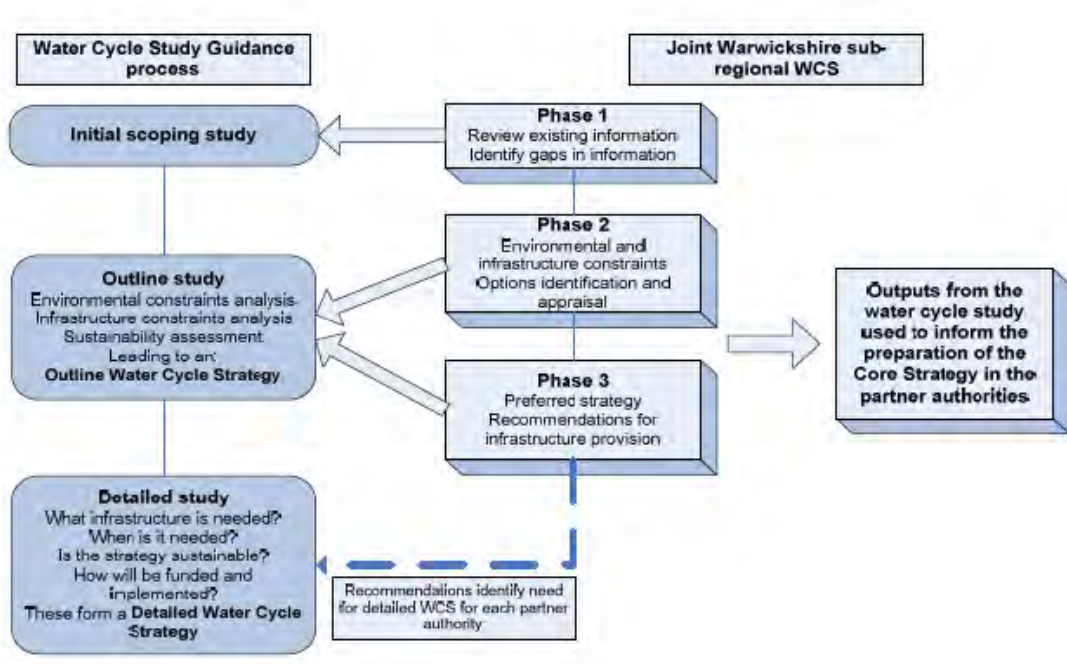 Water Cycle Study Guidance
process
Joint Warwickshire sub-
regional WCS
Initial scoping study
Phase 1
Review existing information
Identify gaps in information
Phase 2
Environmental and
infrastructure constraints
Options identification and
appraisal
Outline study
Environmental constraints analysis
Infrastructure constraints analysis
Sustainability assessment
Leading to an:
Outline Water Cycle Strategy
Phase 3
Preferred strategy
Recommendations for
infrastructure provision
Outputs from the
water cycle study
used to inform the
preparation of the
Core Strategy in the
partner authorities
Detailed study
What infrastructure is needed?
When is it needed?
Is the strategy sustainable?
How will be funded and
implemented?
These form a Detailed Water Cycle
Strategy
Recommendations identify need
for detailed WCS for each partner
authority